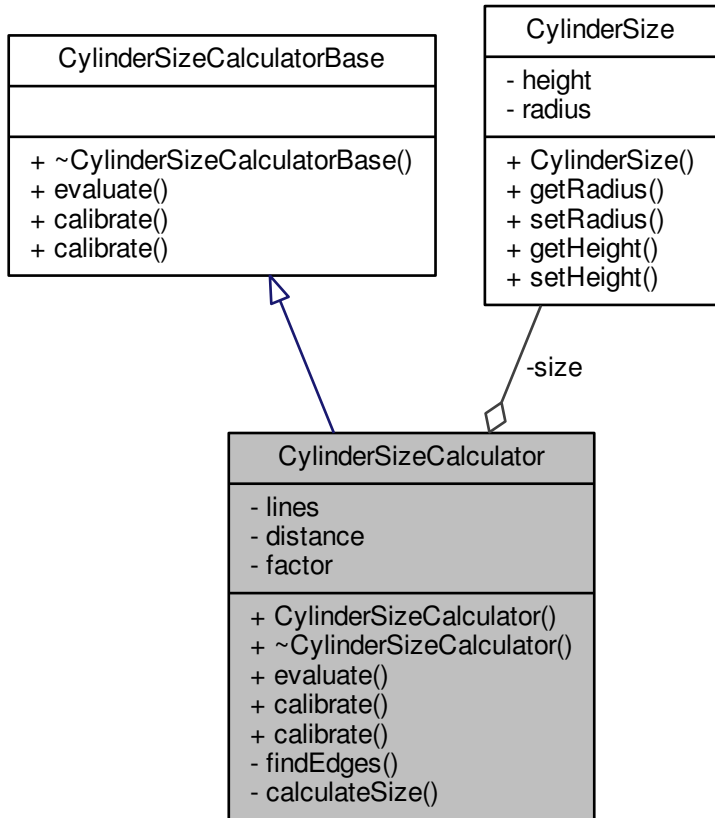 CylinderSizeCalculatorBase
+ ~CylinderSizeCalculatorBase()
+ evaluate()
+ calibrate()
+ calibrate()
CylinderSize
- height
- radius
+ CylinderSize()
+ getRadius()
+ setRadius()
+ getHeight()
+ setHeight()
-size
CylinderSizeCalculator
- lines
- distance
- factor
+ CylinderSizeCalculator()
+ ~CylinderSizeCalculator()
+ evaluate()
+ calibrate()
+ calibrate()
- findEdges()
- calculateSize()